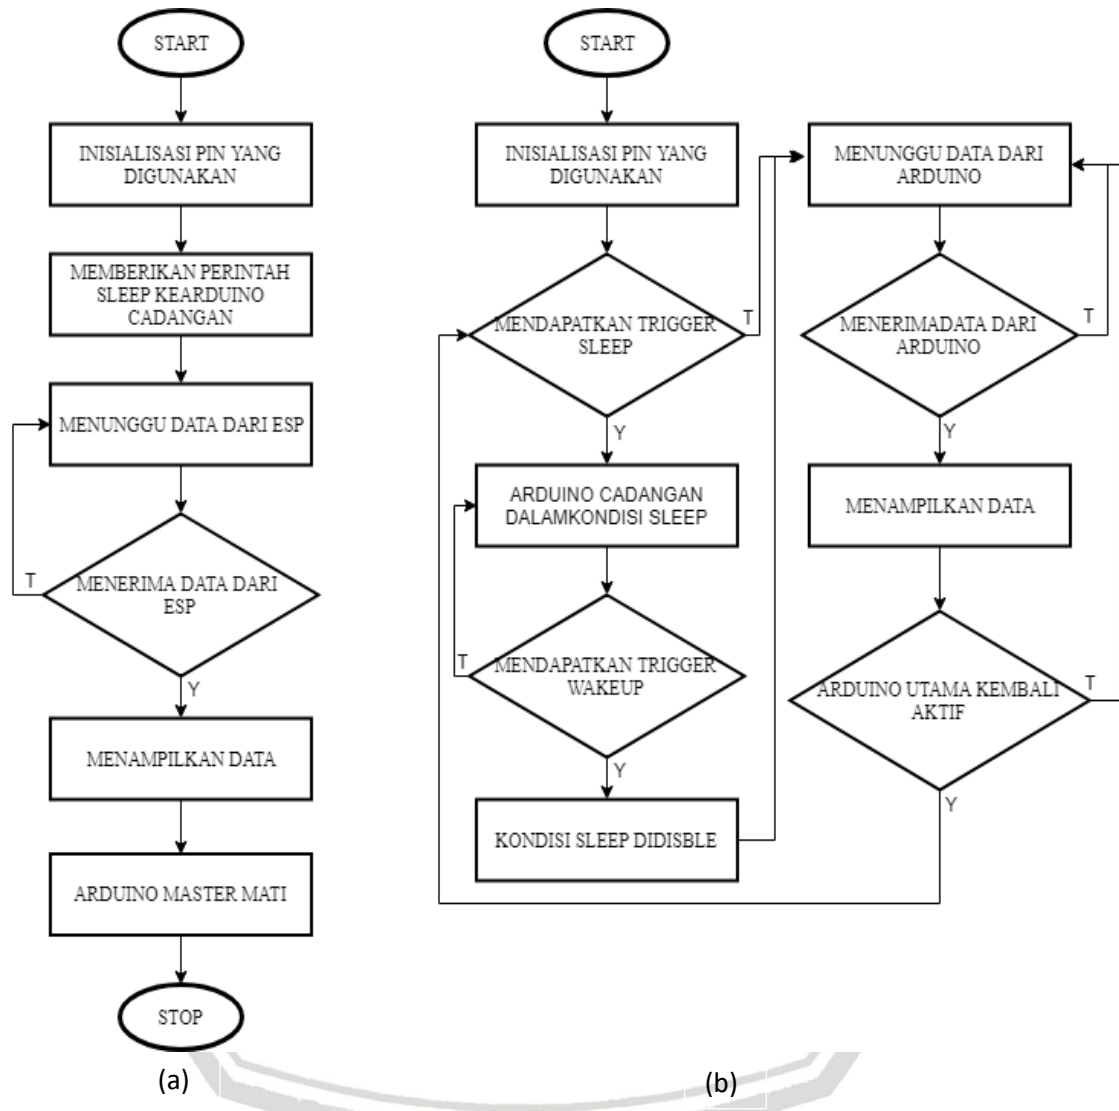 START
INISIALISASI PIN YANG
DIGUNAKAN
MEMBERIKAN PERINTAH
SLEEP KEARDUINO
CADANGAN
MENUNGGU DATA DARI ESP
T
MENERIMA DATA DARI
ESP
Y
MENAMPILKAN DATA
ARDUINO MASTER MATI
STOP
(a)
START
INISIALISASI PIN YANG
DIGUNAKAN
MENDAPATKAN TRIGGER
SLEEP
T
Y
ARDUINO CADANGAN
DALAMKONDISI SLEEP
T
MENDAPATKAN TRIGGER
WAKEUP
Y
KONDISI SLEEP DIDISBLE
MENUNGGU DATA DARI
ARDUINO
MENERIMADATA DARI
ARDUINO
T
Y
MENAMPILKAN DATA
ARDUINO UTAMA KEMBALI
AKTIF
T
Y
(b)